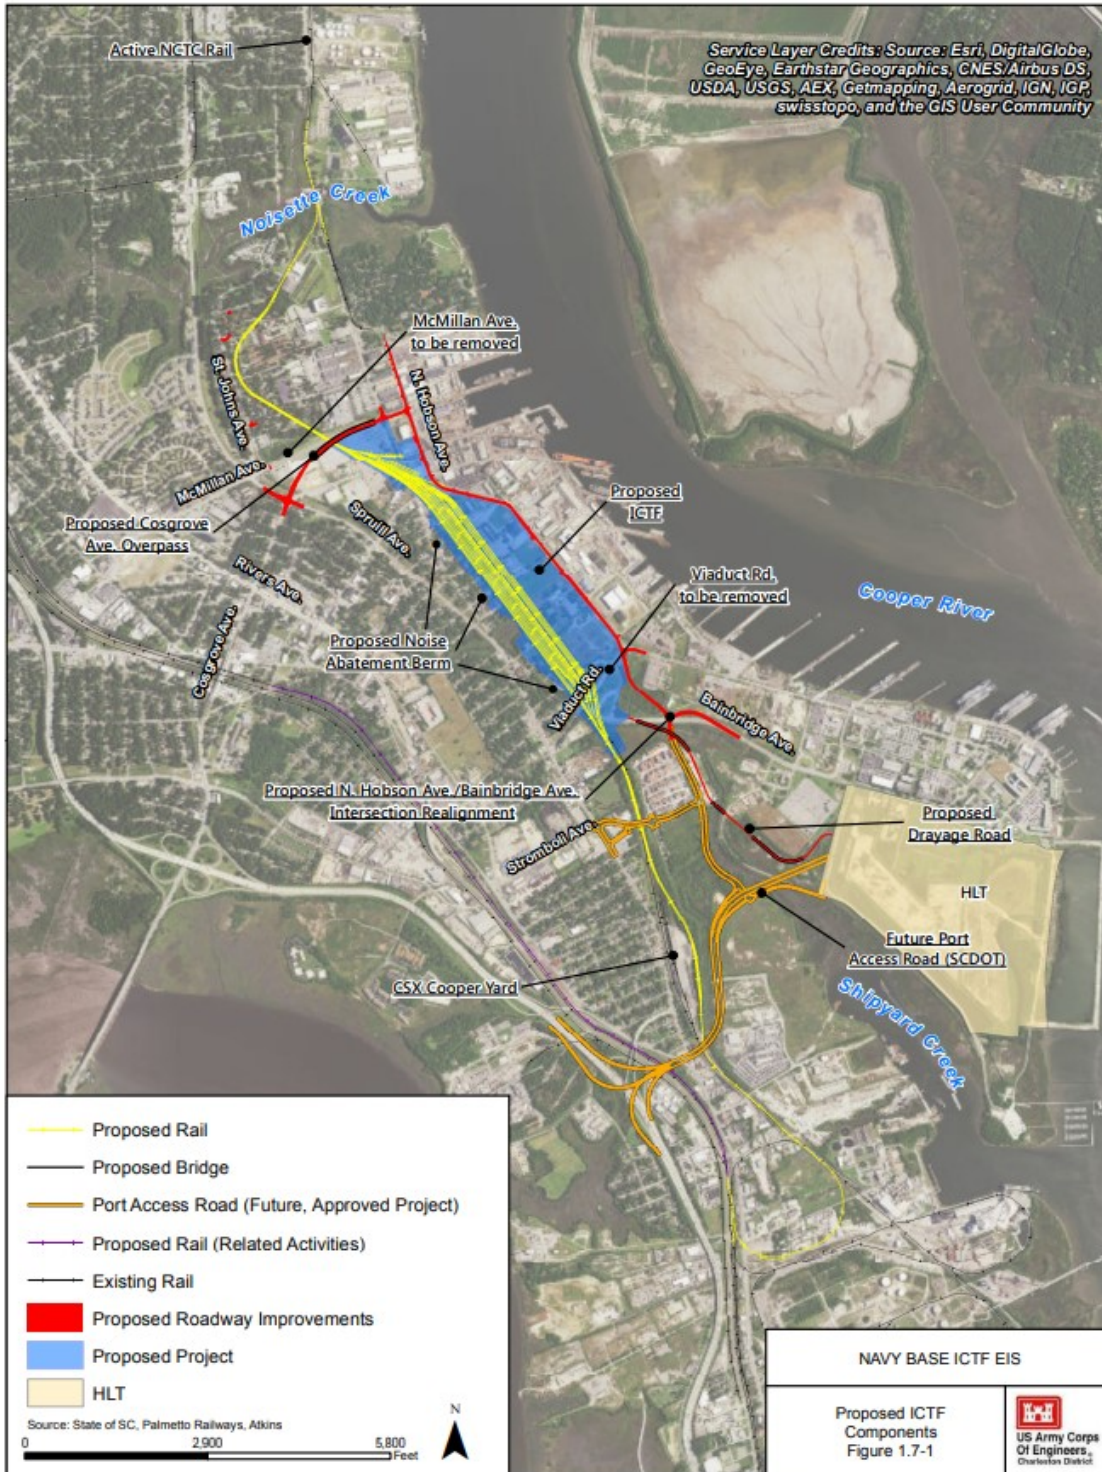 Active NCTC Rail
Service Layer Credits: Source: Esri, DigitalGlobe,
GeoEye, Earthstar Geographics, CNES/Airbus DS,
USDA, USGS, AEX, Getmapping, Aerogrid, IGN, IGP,
swisstopo, and the GIS User Community
Noisette Creek
McMillan Ave.
to be removed
St. Johns Ave.
N. Hobson Ave.
McMillan Ave.
Proposed
ICTF
Proposed Cosgrove
Ave. Overpass
Spruill Ave.
Rivers Ave.
Viaduct Rd.
to be removed
Cooper River
Cosgrove Ave.
Proposed Noise
Abatement Berm
Viaduct Rd.
Bainbridge Ave.
Proposed N. Hobson Ave./Bainbridge Ave.
Intersection Realignment
Proposed
Drayage Road
Stromboli Ave.
HLT
Future Port
Access Road (SCDOT)
CSX Cooper Yard
Shipyard Creek
Proposed Rail
Proposed Bridge
Port Access Road (Future, Approved Project)
Proposed Rail (Related Activities)
Existing Rail
Proposed Roadway Improvements
Proposed Project
HLT
Source: State of SC, Palmetto Railways, Atkins
0 2,900 5,800
Feet
N
NAVY BASE ICTF EIS
Proposed ICTF
Components
Figure 1.7-1
US Army Corps
Of Engineers®
Charleston District